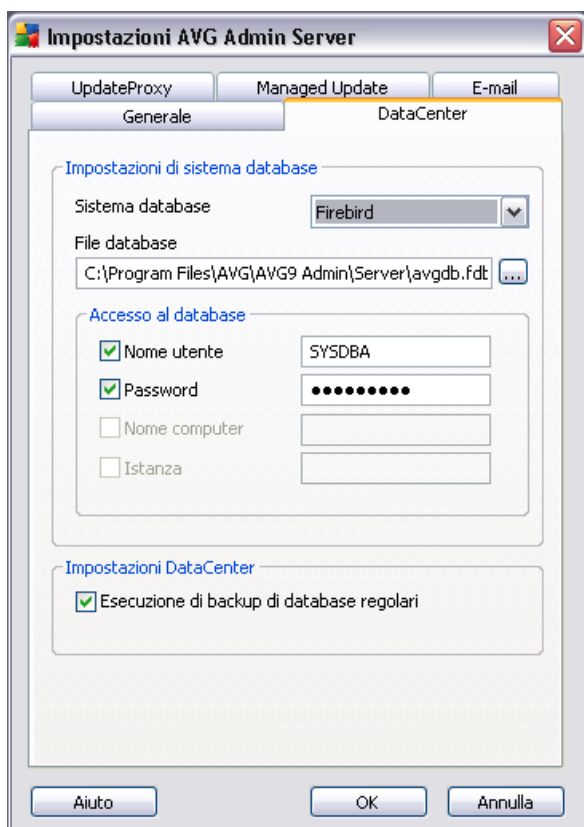 Impostazioni AVG Admin Server
UpdateProxy Managed Update E-mail
Generale DataCenter
Impostazioni di sistema database
Sistema database Firebird
File database
C:\Program Files\AVG\AVG9 Admin\Server\avgdb.fdb ...
Accesso al database
Nome utente SYSDBA
Password ●●●●●●●●●
Nome computer
Istanza
Impostazioni DataCenter
Esecuzione di backup di database regolari
Aiuto OK Annulla